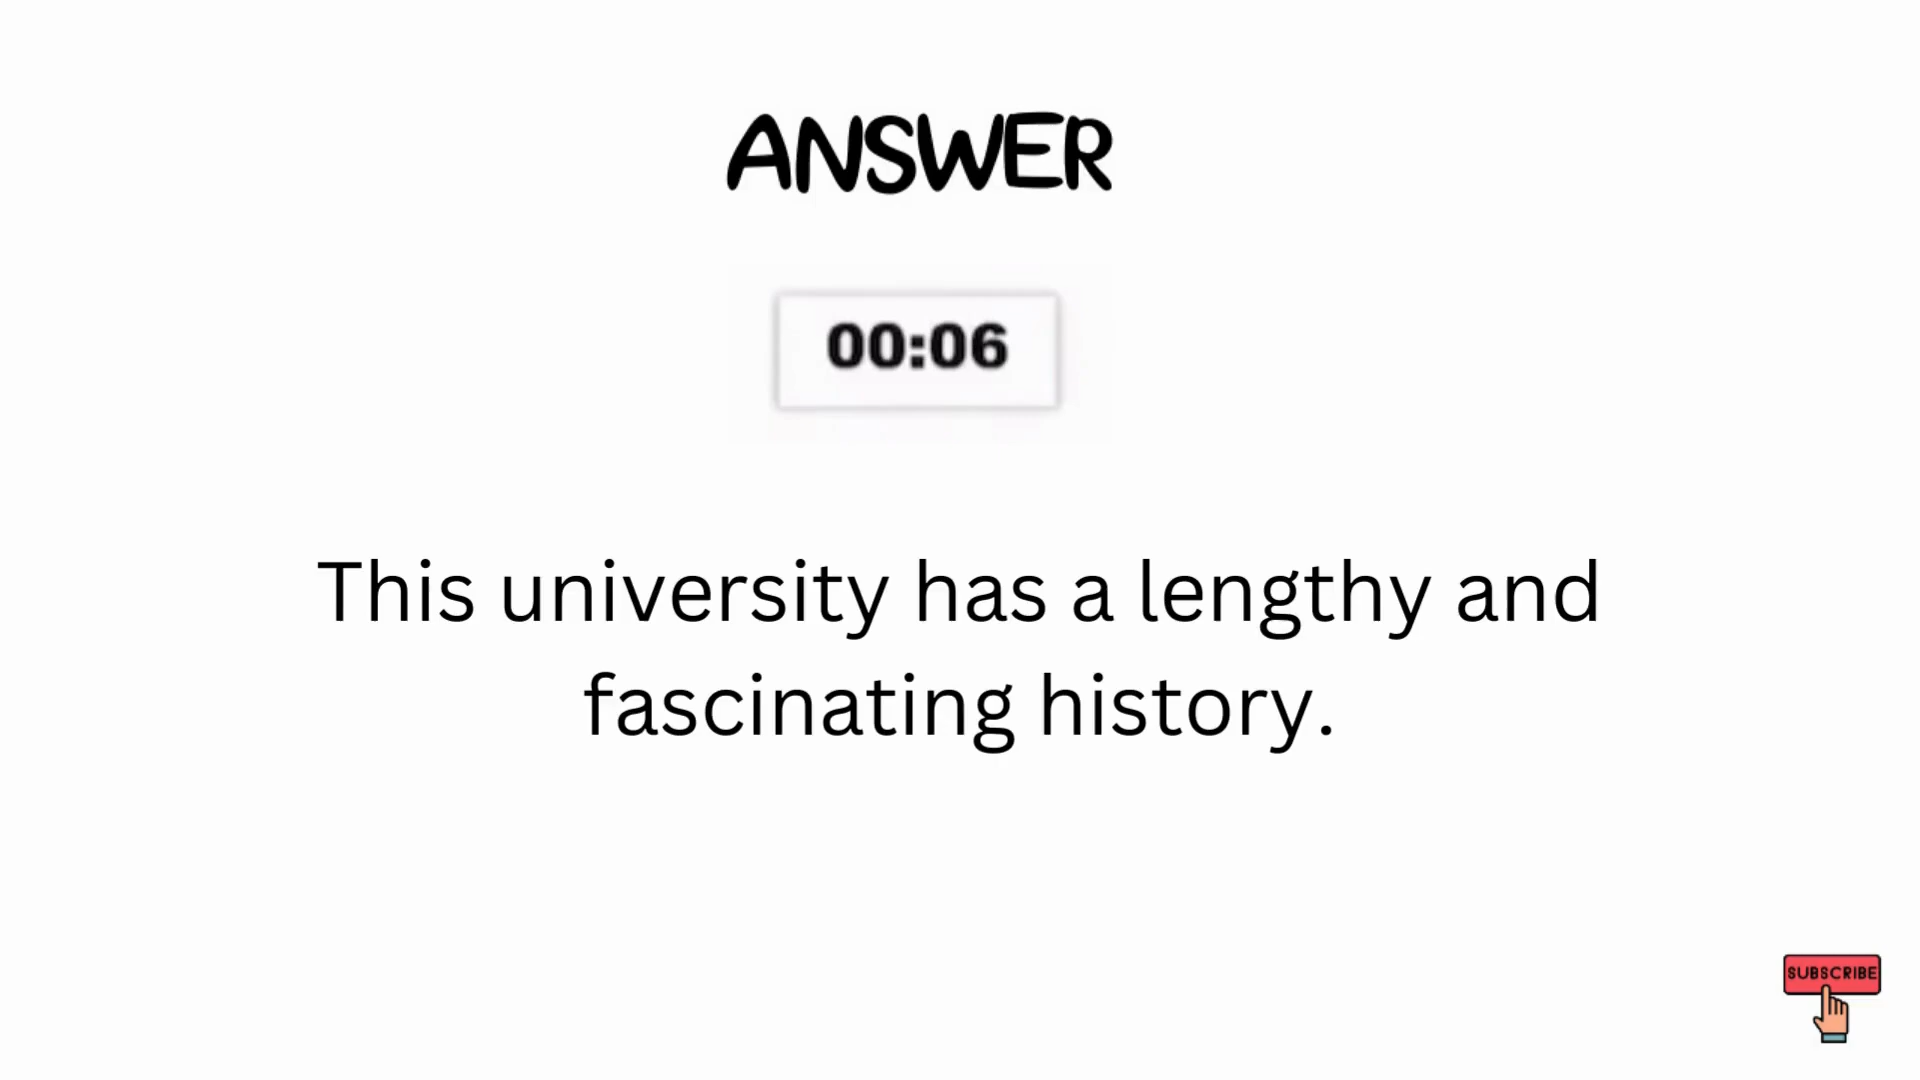 ANSWER
00:06
This university has a lengthy and
fascinating history.
SUBSCRIBE